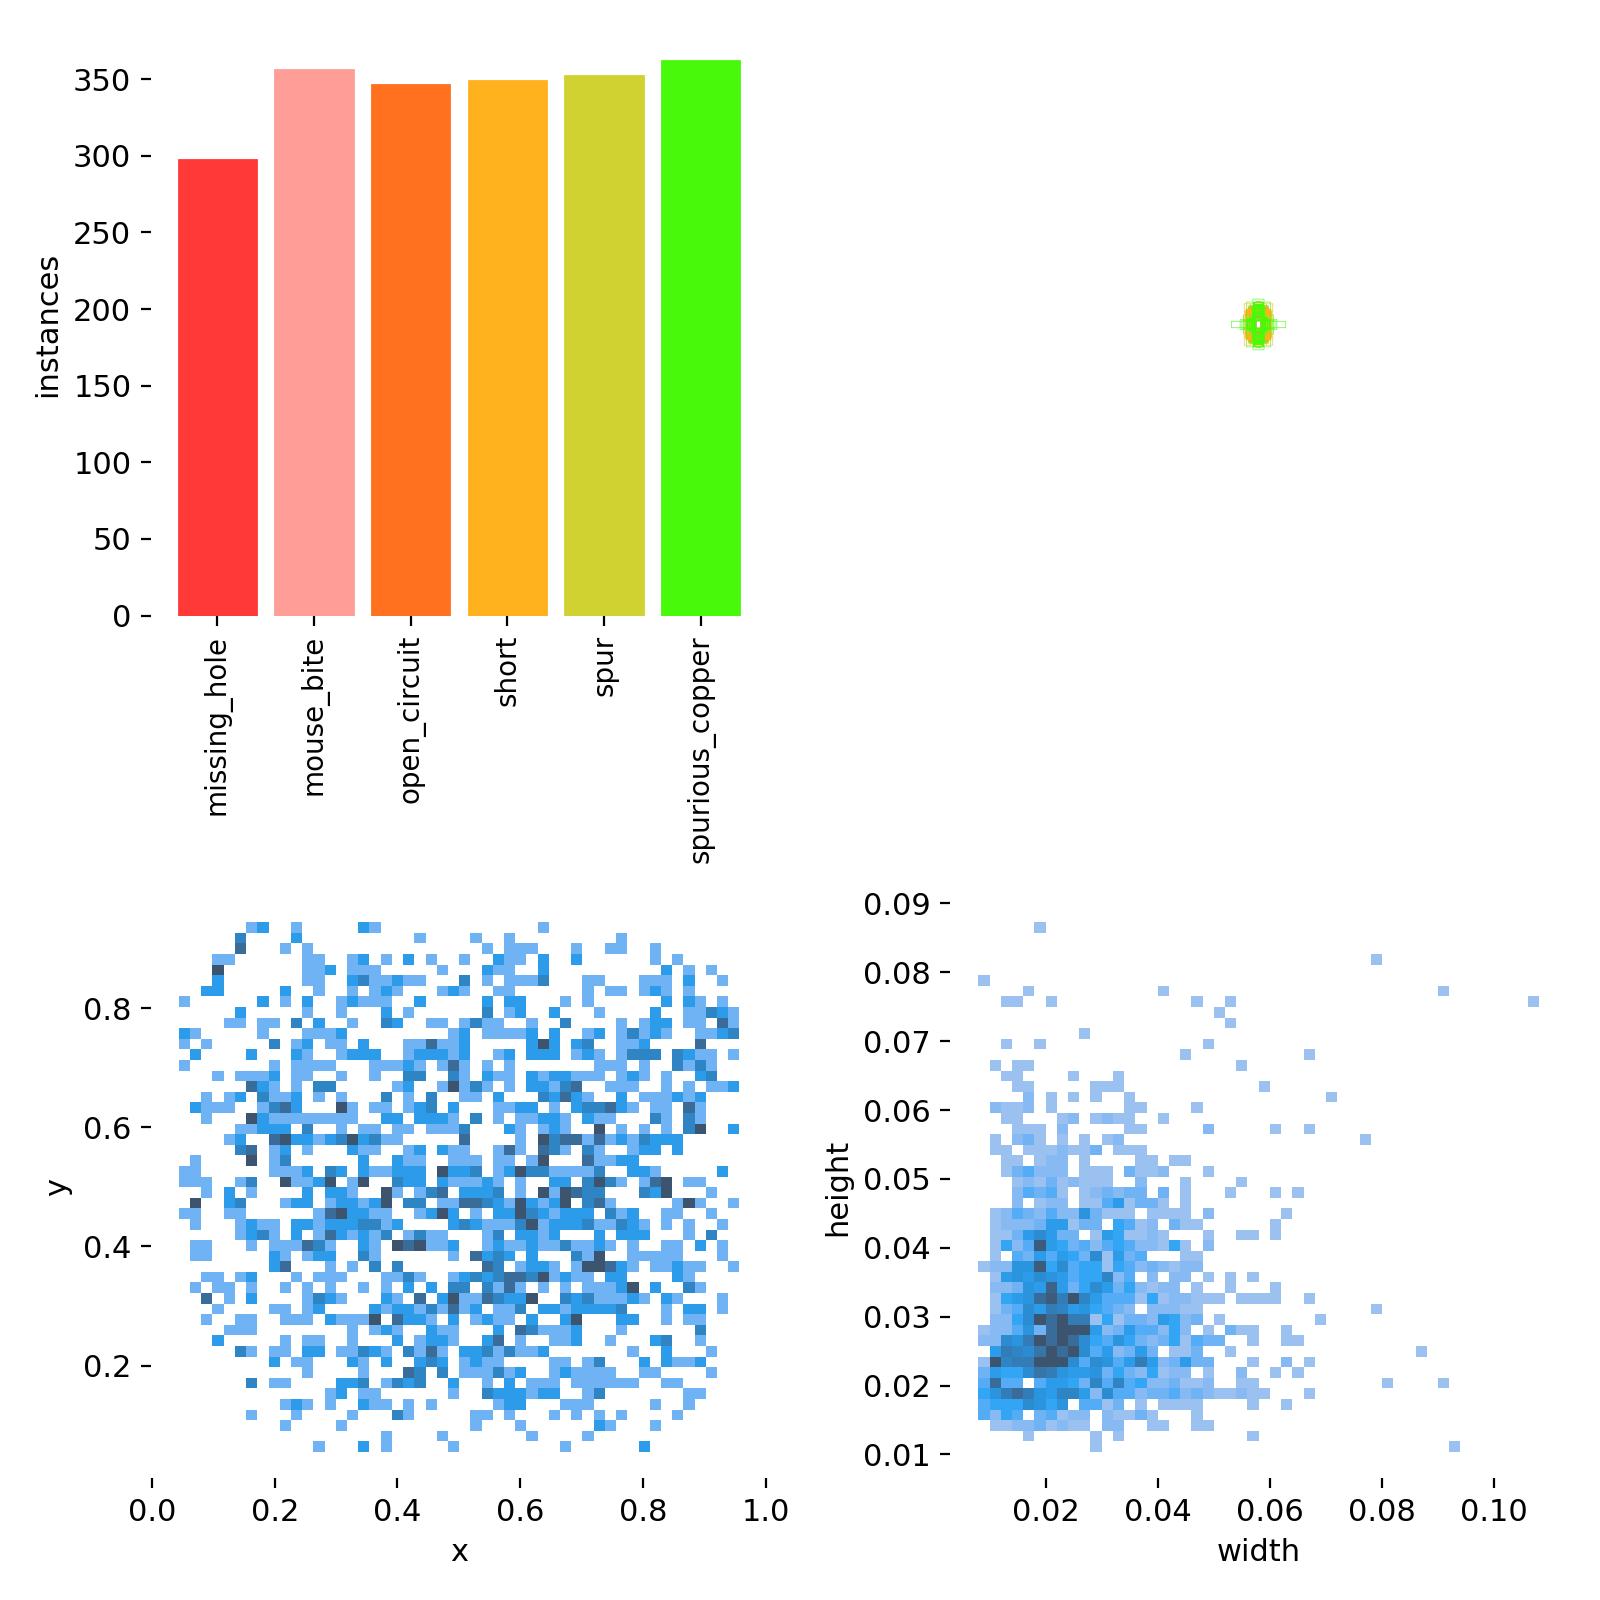 350
300
250
200
150
100
50
0
instances
missing_hole
mouse_bite
open_circuit
short
spur
spurious_copper
0.8
0.6
0.4
0.2
y
0.0 0.2 0.4 0.6 0.8 1.0
x
0.09
0.08
0.07
0.06
0.05
0.04
0.03
0.02
0.01
height
0.02 0.04 0.06 0.08 0.10
width